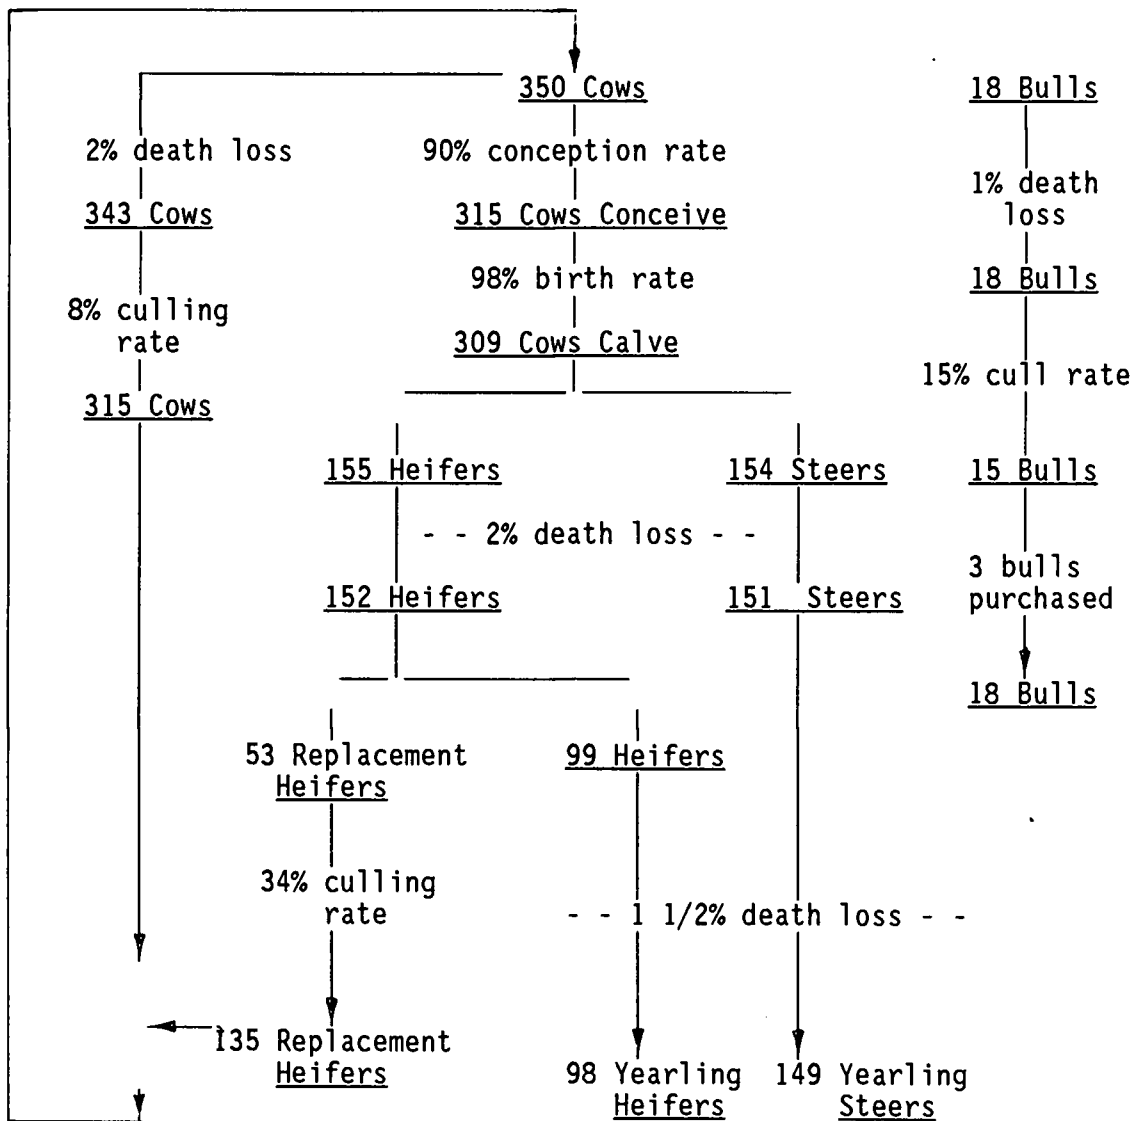 350 Cows
18 Bulls
2% death loss
90% conception rate
1% death
loss
343 Cows
315 Cows Conceive
98% birth rate
18 Bulls
8% culling
rate
309 Cows Calve
15% cull rate
315 Cows
155 Heifers
154 Steers
15 Bulls
- - 2% death loss - -
3 bulls
purchased
152 Heifers
151 Steers
18 Bulls
53 Replacement
Heifers
99 Heifers
34% culling
rate
- - 1 1/2% death loss - -
135 Replacement
Heifers
98 Yearling
Heifers
149 Yearling
Steers